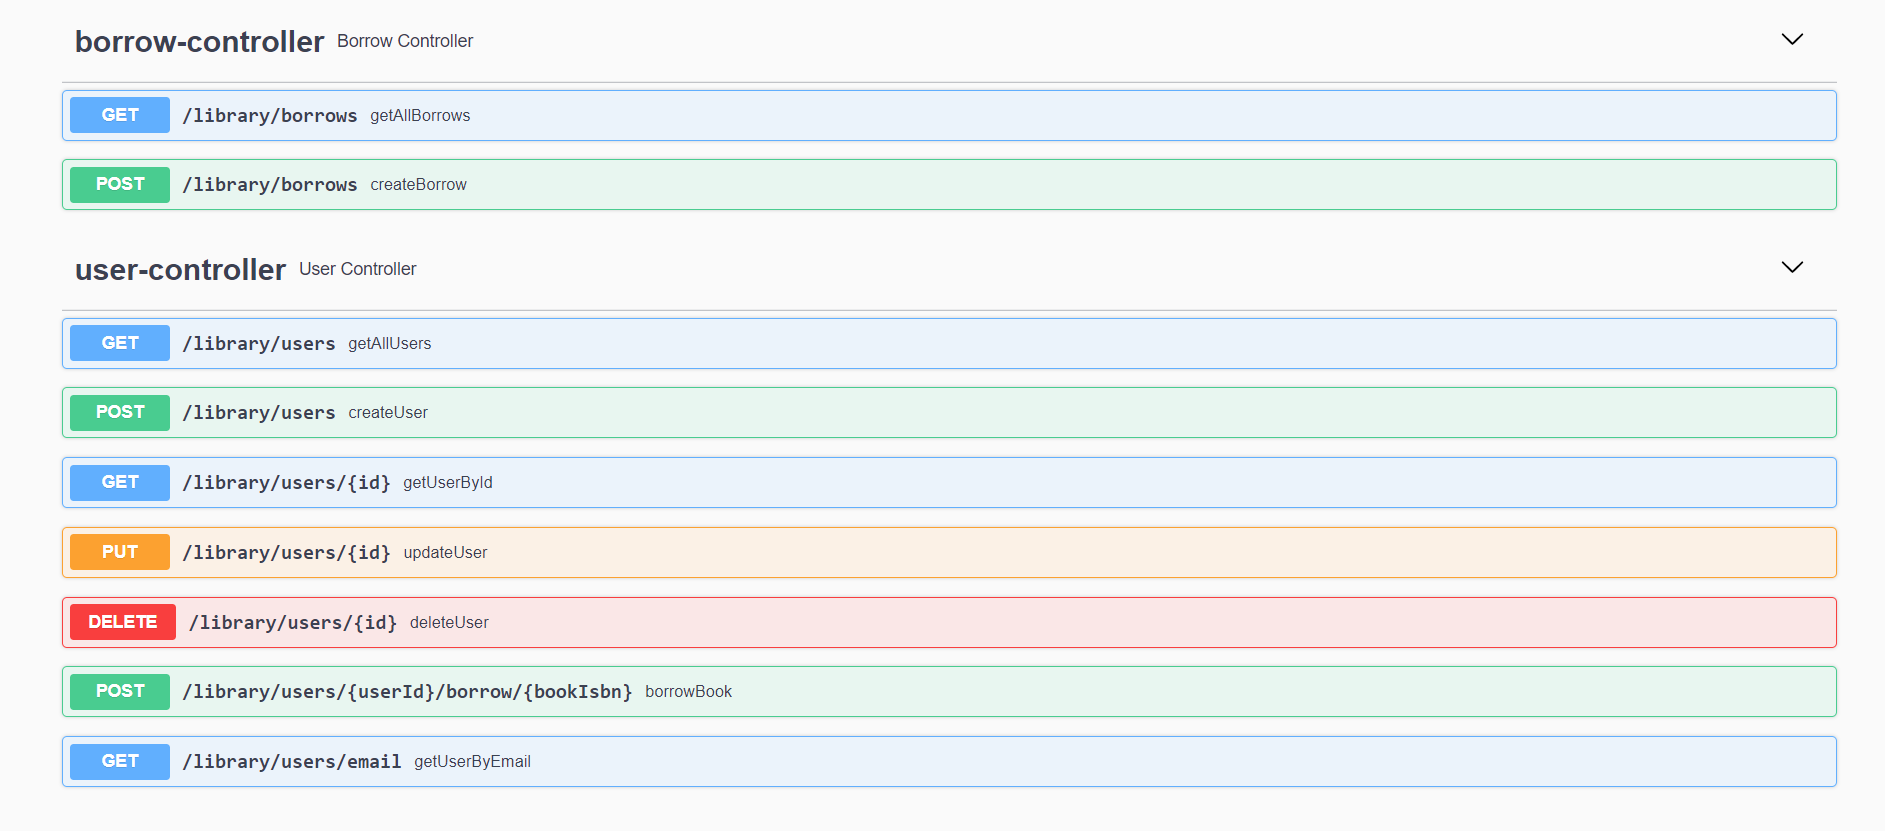 borrow-controller Borrow Controller
GET /library/borrows getAllBorrows
POST /library/borrows createBorrow
user-controller User Controller
GET /library/users getAllUsers
POST /library/users createUser
GET /library/users/{id} getUserById
PUT /library/users/{id} updateUser
DELETE /library/users/{id} deleteUser
POST /library/users/{userId}/borrow/{bookIsbn} borrowBook
GET /library/users/email getUserByEmail